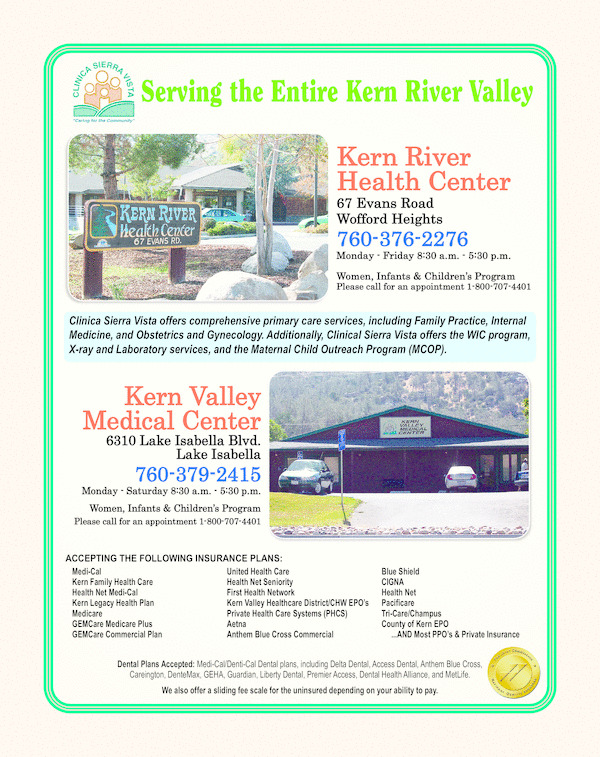 CLINICA SIERRA VISTA
"Caring for the Community"
Serving the Entire Kern River Valley
KERN RIVER
Health Center
67 EVANS RD.
Kern River
Health Center
67 Evans Road
Wofford Heights
760-376-2276
Monday - Friday 8:30 a.m. - 5:30 p.m.
Women, Infants & Children's Program
Please call for an appointment 1-800-707-4401
Clinica Sierra Vista offers comprehensive primary care services, including Family Practice, Internal
Medicine, and Obstetrics and Gynecology. Additionally, Clinical Sierra Vista offers the WIC program,
X-ray and Laboratory services, and the Maternal Child Outreach Program (MCOP).
Kern Valley
Medical Center
6310 Lake Isabella Blvd.
Lake Isabella
760-379-2415
Monday - Saturday 8:30 a.m. - 5:30 p.m.
Women, Infants & Children's Program
Please call for an appointment 1-800-707-4401
KERN
VALLEY
MEDICAL
CENTER
ACCEPTING THE FOLLOWING INSURANCE PLANS:
Medi-Cal
Kern Family Health Care
Health Net Medi-Cal
Kern Legacy Health Plan
Medicare
GEMCare Medicare Plus
GEMCare Commercial Plan
United Health Care
Health Net Seniority
First Health Network
Kern Valley Healthcare District/CHW EPO's
Private Health Care Systems (PHCS)
Aetna
Anthem Blue Cross Commercial
Blue Shield
CIGNA
Health Net
Pacificare
Tri-Care/Champus
County of Kern EPO
...AND Most PPO's & Private Insurance
Dental Plans Accepted: Medi-Cal/Denti-Cal Dental plans, including Delta Dental, Access Dental, Anthem Blue Cross,
Careington, DenteMax, GEHA, Guardian, Liberty Dental, Premier Access, Dental Health Alliance, and MetLife.
We also offer a sliding fee scale for the uninsured depending on your ability to pay.